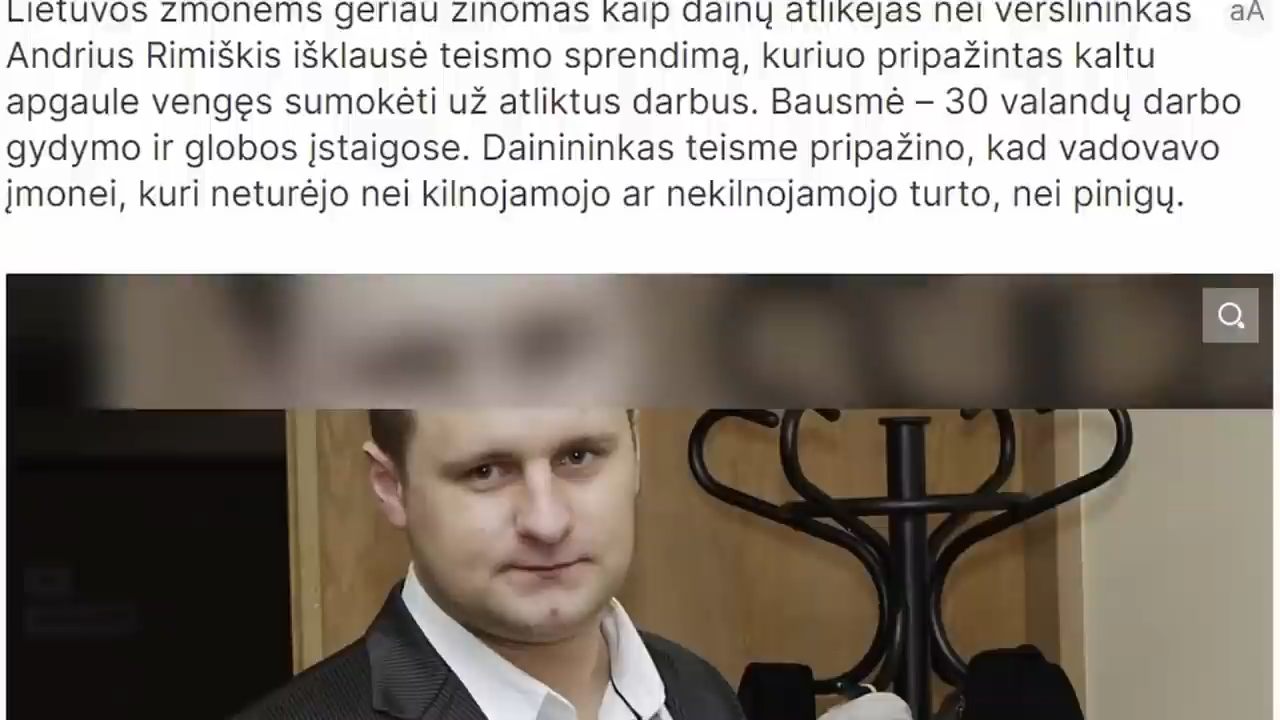 Lietuvos žmonėms geriau žinomas kaip dainų atlikėjas nei verslininkas
aA
Andrius Rimiškis išklausė teismo sprendimą, kuriuo pripažintas kaltu
apgaule vengęs sumokėti už atliktus darbus. Bausmė – 30 valandų darbo
gydymo ir globos įstaigose. Dainininkas teisme pripažino, kad vadovavo
įmonei, kuri neturėjo nei kilnojamojo ar nekilnojamojo turto, nei pinigų.